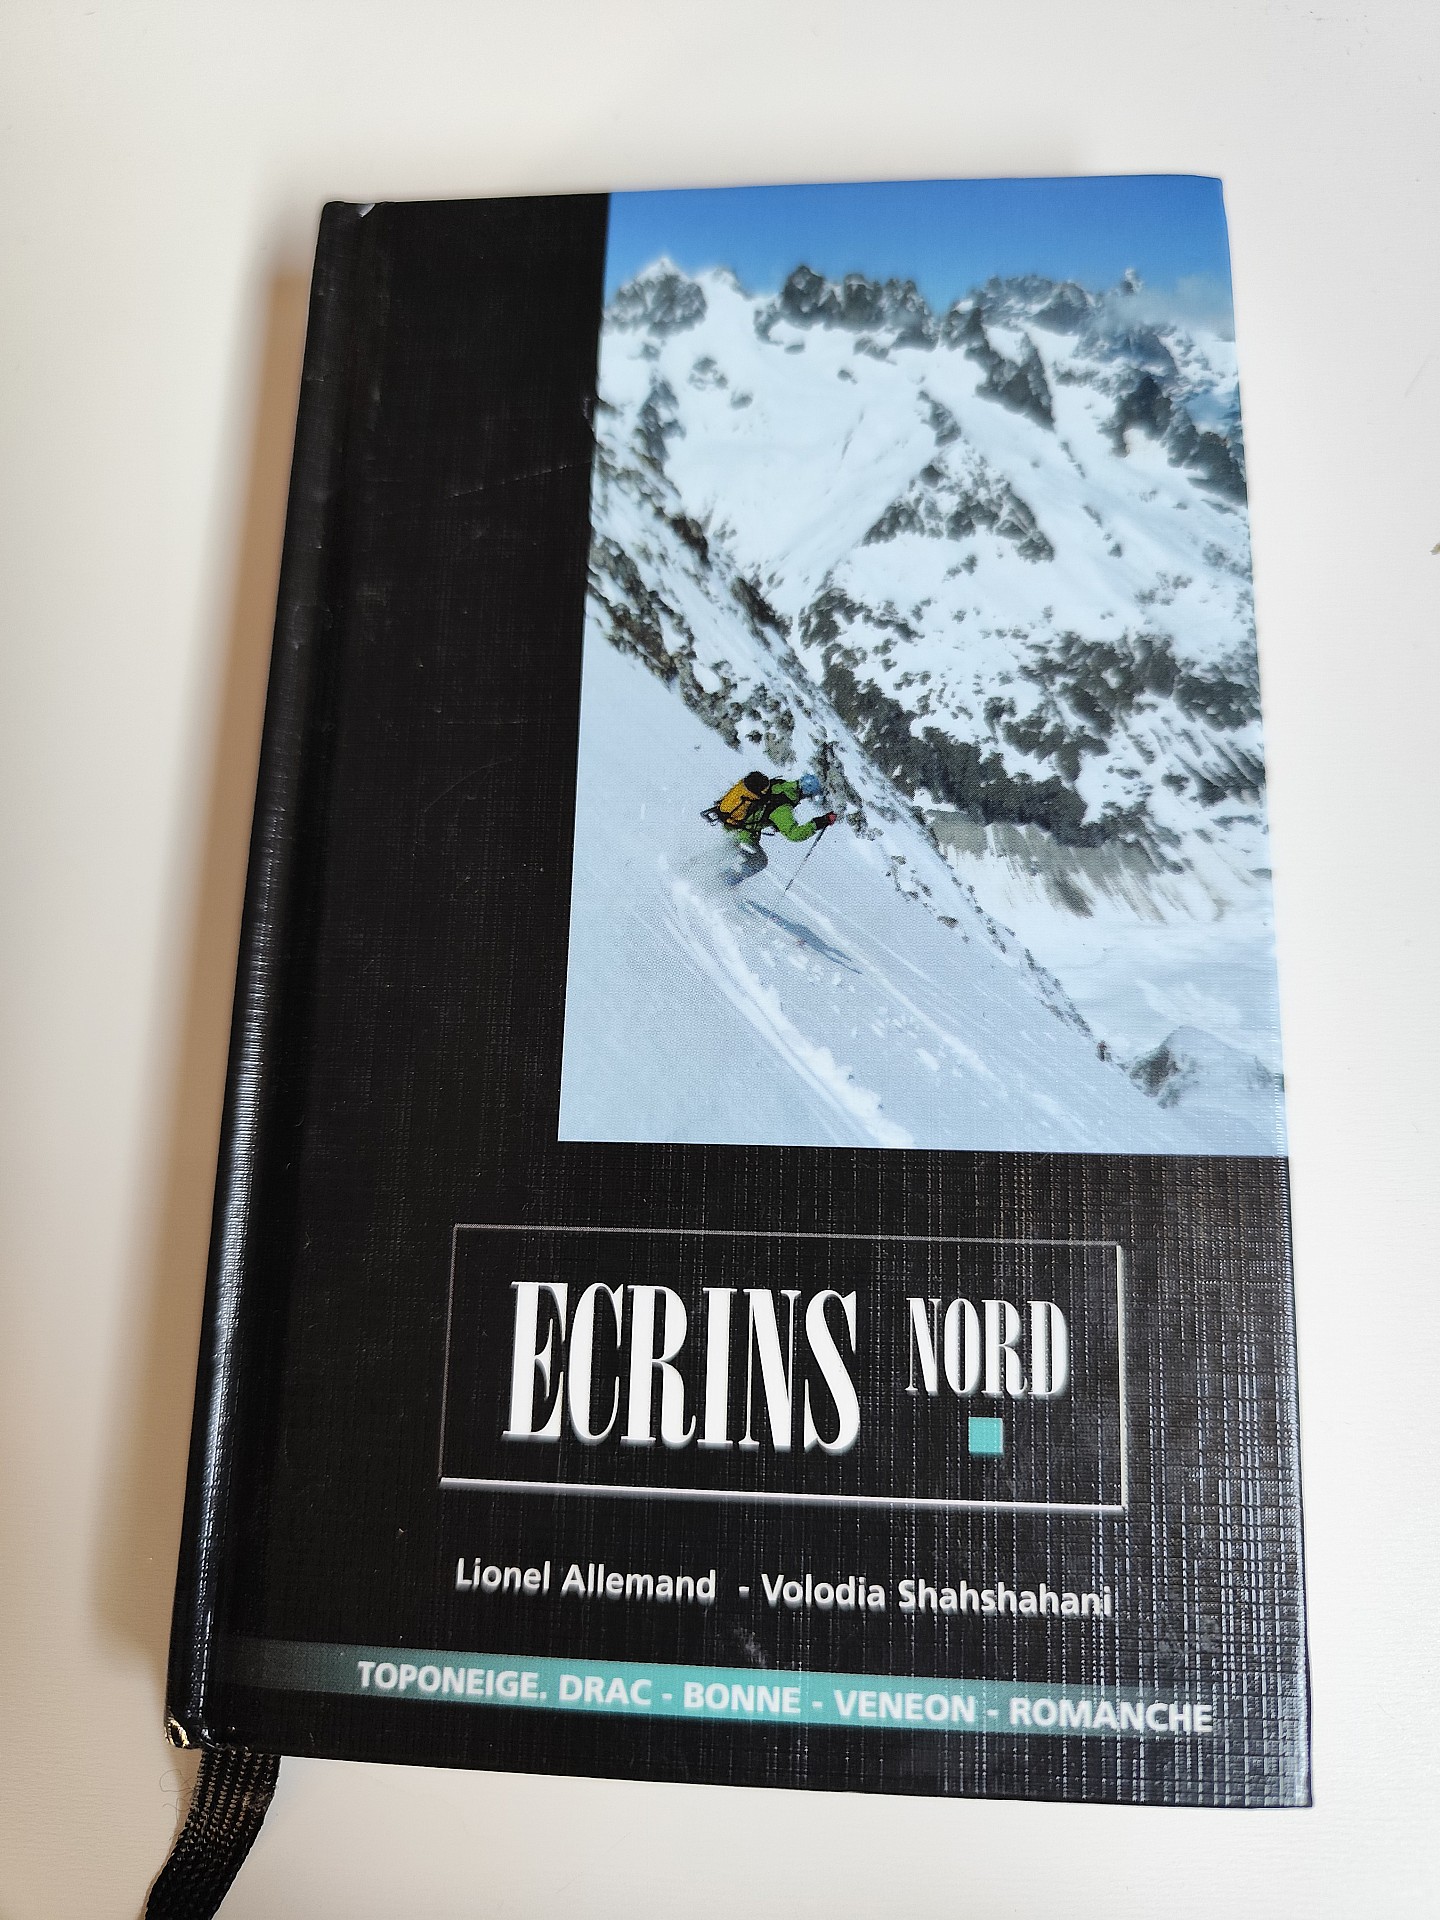 ECRINS NORD
Lionel Allemand - Volodia Shahshahani
TOPONEIGE. DRAC - BONNE - VENEON - ROMANCHE